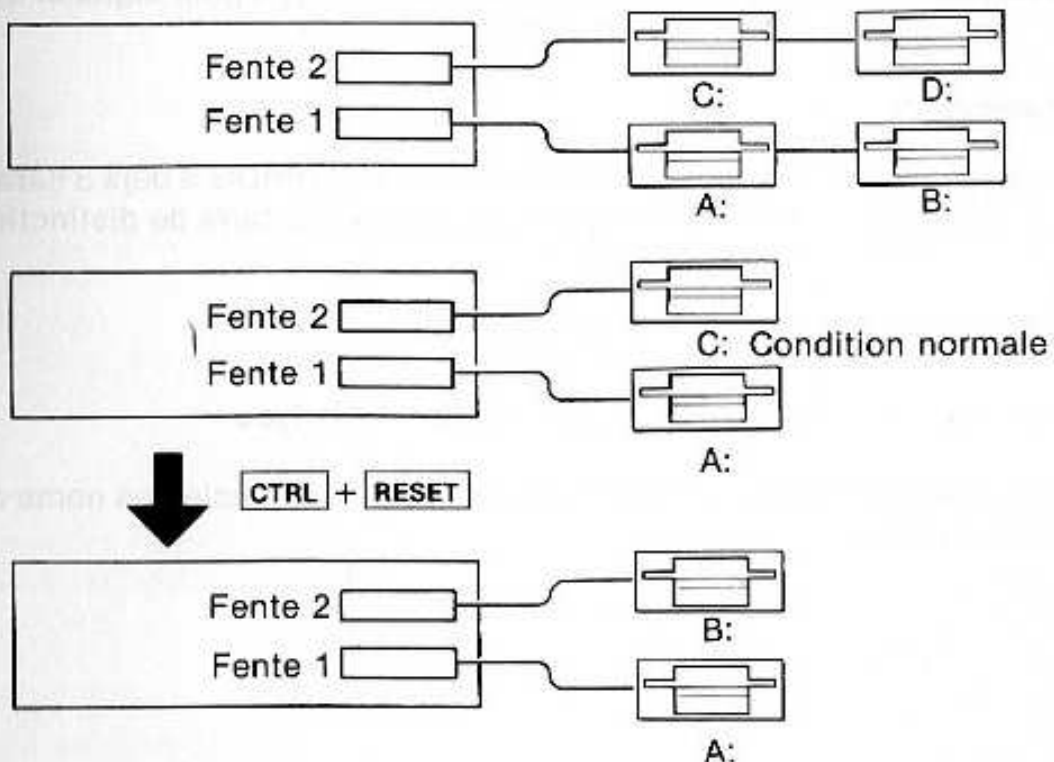 Fente 2
C:
D:
Fente 1
A:
B:
Fente 2
C: Condition normale
Fente 1
A:
CTRL + RESET
Fente 2
B:
Fente 1
A: